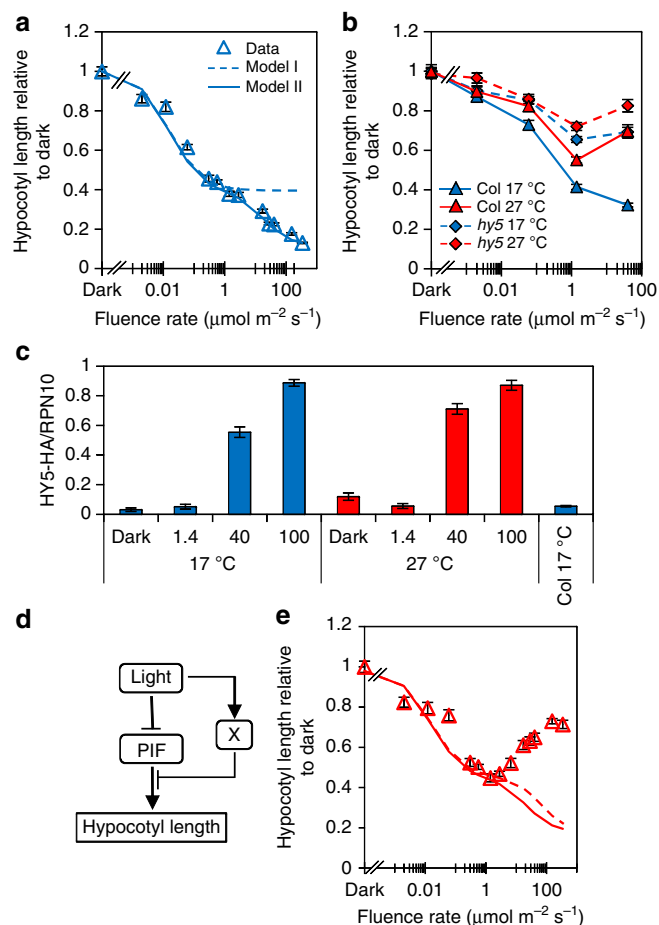 a
Hypocotyl length relative
to dark
1.2
1
0.8
0.6
0.4
0.2
0
Data
Model I
Model II
Dark
0.01
1
100
Fluence rate (μmol m⁻² s⁻¹)
b
Hypocotyl length relative
to dark
1.2
1
0.8
0.6
0.4
0.2
0
Col 17 °C
Col 27 °C
hy5 17 °C
hy5 27 °C
Dark
0.01
1
100
Fluence rate (μmol m⁻² s⁻¹)
c
HY5-HA/RPN10
1
0.8
0.6
0.4
0.2
0
Dark 1.4 40 100 Dark 1.4 40 100
17 °C
27 °C
Col 17 °C
d
Light
PIF
X
Hypocotyl length
e
Hypocotyl length relative
to dark
1.2
1
0.8
0.6
0.4
0.2
0
Dark
0.01
1
100
Fluence rate (μmol m⁻² s⁻¹)